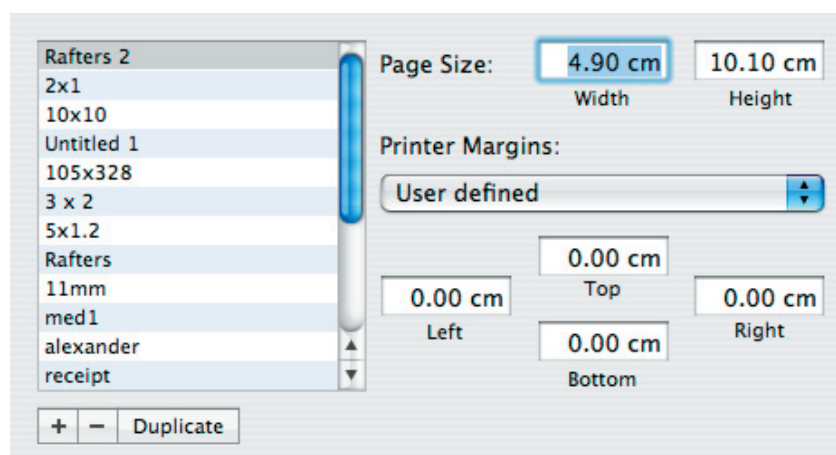 Rafters 2
2x1
10x10
Untitled 1
105x328
3 x 2
5x1.2
Rafters
11mm
med1
alexander
receipt
+ − Duplicate
Page Size: 4.90 cm 10.10 cm
Width Height
Printer Margins:
User defined
0.00 cm
Top
0.00 cm 0.00 cm
Left Right
0.00 cm
Bottom